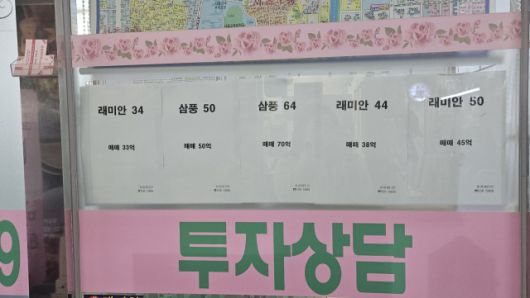 래미안 34
매매 33억
삼풍 50
매매 50억
삼풍 64
매매 70억
래미안 44
매매 38억
래미안 50
매매 45억
9
투자상담